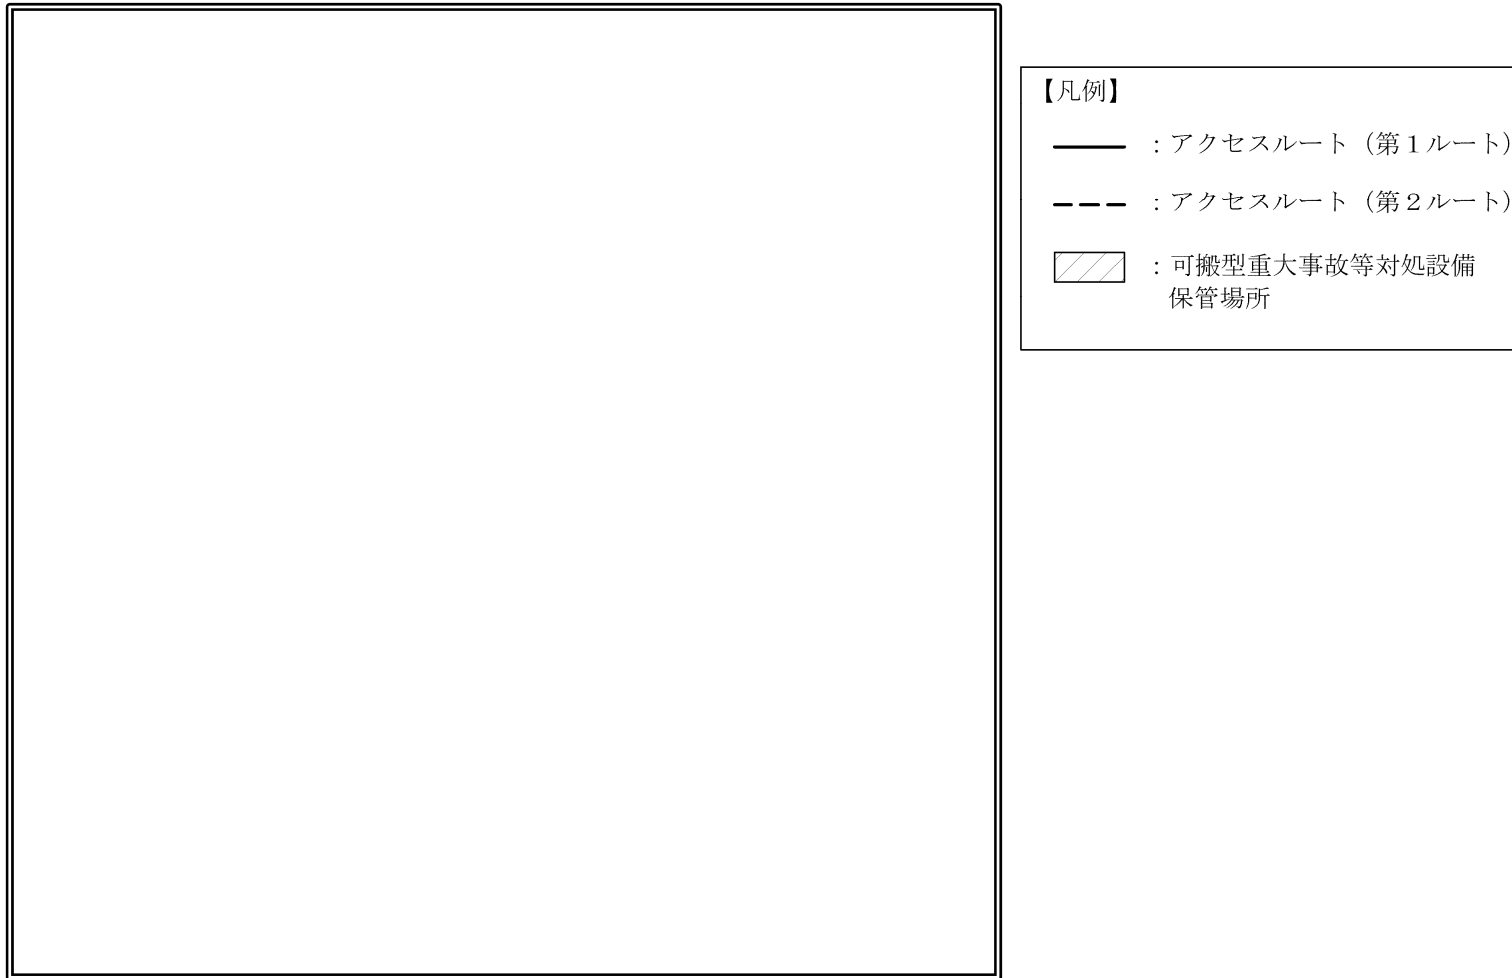 【凡例】
：アクセスルート（第１ルート）
：アクセスルート（第２ルート）
：可搬型重大事故等対処設備
保管場所